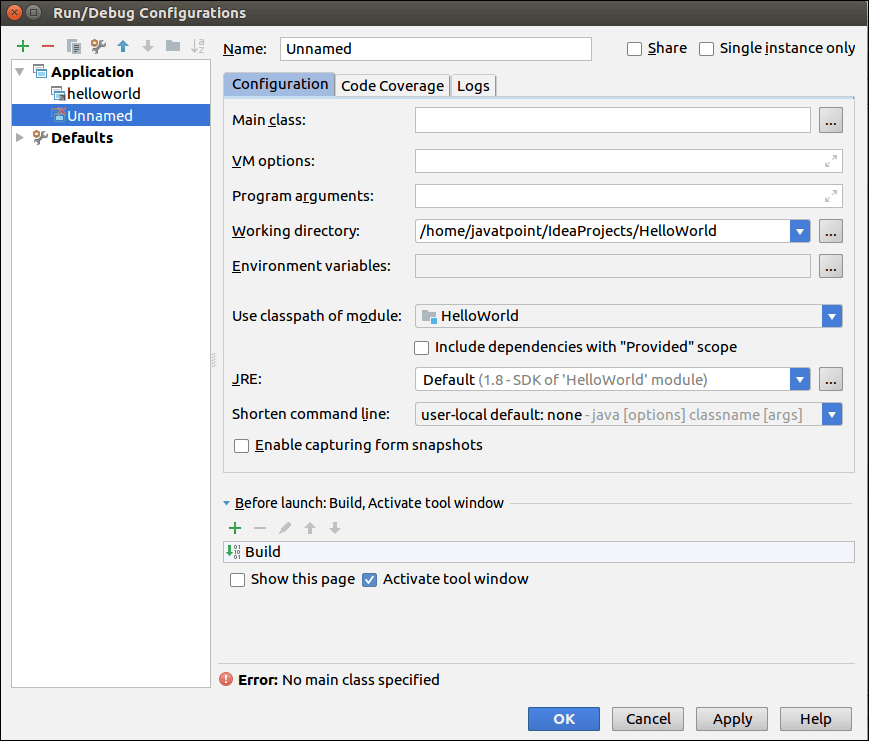 Run/Debug Configurations
Name: Unnamed Share Single instance only
Application
helloworld
Unnamed
Defaults
Configuration Code Coverage Logs
Main class: ...
VM options:
Program arguments:
Working directory: /home/javatpoint/IdeaProjects/HelloWorld ...
Environment variables: ...
Use classpath of module: HelloWorld
Include dependencies with "Provided" scope
JRE: Default (1.8 - SDK of 'HelloWorld' module) ...
Shorten command line: user-local default: none - java [options] classname [args]
Enable capturing form snapshots
Before launch: Build, Activate tool window
Build
Show this page Activate tool window
Error: No main class specified
OK Cancel Apply Help